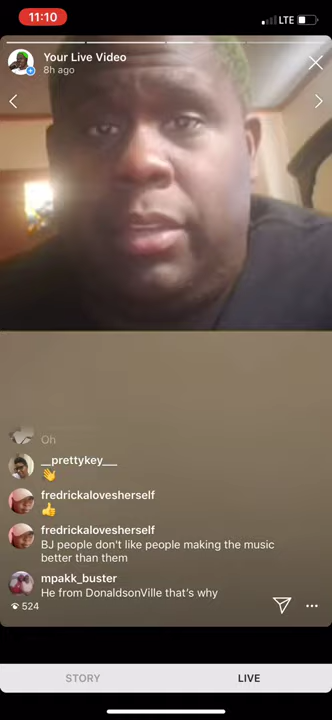 11:10
LTE
Your Live Video
8h ago
Oh
__prettykey___
fredrickalovesherself
fredrickalovesherself
BJ people don't like people making the music
better than them
mpakk_buster
He from DonaldsonVille that's why
524
STORY
LIVE